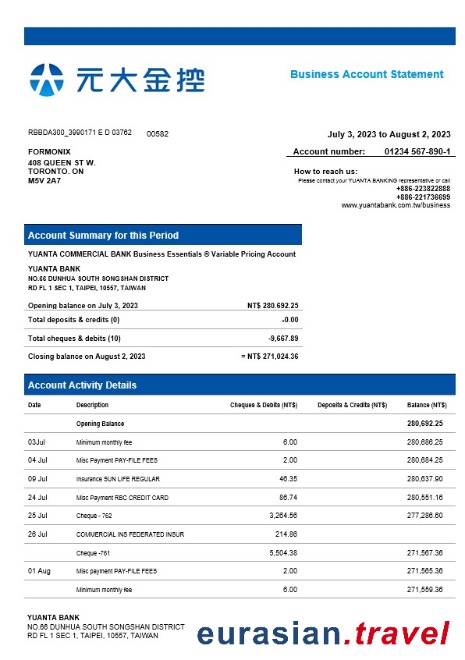 元大金控
Business Account Statement
RBBDA300_3990171 E D 03762 00582
July 3, 2023 to August 2, 2023
FORMONIX
408 QUEEN ST W.
TORONTO. ON
M5V 2A7
Account number: 01234 567-890-1
How to reach us:
Please contact your YUANTA BANKING representative or call
+886-223822888
+886-221736699
www.yuantabank.com.tw/business
Account Summary for this Period
YUANTA COMMERCIAL BANK Business Essentials ® Variable Pricing Account
YUANTA BANK
NO.66 DUNHUA SOUTH SONGSHAN DISTRICT
RD FL 1 SEC 1, TAIPEI, 10557, TAIWAN
Opening balance on July 3, 2023 NT$ 280.692.25
Total deposits & credits (0) -0.00
Total cheques & debits (10) -9,667.89
Closing balance on August 2, 2023 = NT$ 271,024.36
Account Activity Details
Date Description Cheques & Debits (NT$) Deposits & Credits (NT$) Balance (NT$)
Opening Balance 280,692.25
03Jul Minimum monthly fee 6.00 280,686.25
04 Jul Misc Payment PAY-FILE FEES 2.00 280,684.25
09 Jul Insurance SUN LIFE REGULAR 46.35 280,637.90
24 Jul Misc Payment RBC CREDIT CARD 86.74 280,551.16
25 Jul Cheque - 762 3,264.56 277,286.60
26 Jul COMMERCIAL INS FEDERATED INSUR 214.86
Cheque -761 5,504.38 271,567.36
01 Aug Misc payment PAY-FILE FEES 2.00 271,565.36
Minimum monthly fee 6.00 271,559.36
YUANTA BANK
NO.66 DUNHUA SOUTH SONGSHAN DISTRICT
RD FL 1 SEC 1, TAIPEI, 10557, TAIWAN
eurasian.travel